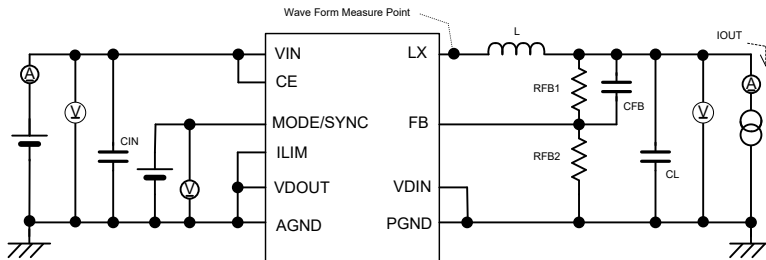 Wave Form Measure Point
L
IOUT
VIN
LX
CE
A
A
RFB1
CFB
V
V
MODE/SYNC
FB
CIN
ILIM
RFB2
CL
V
VDOUT
VDIN
AGND
PGND